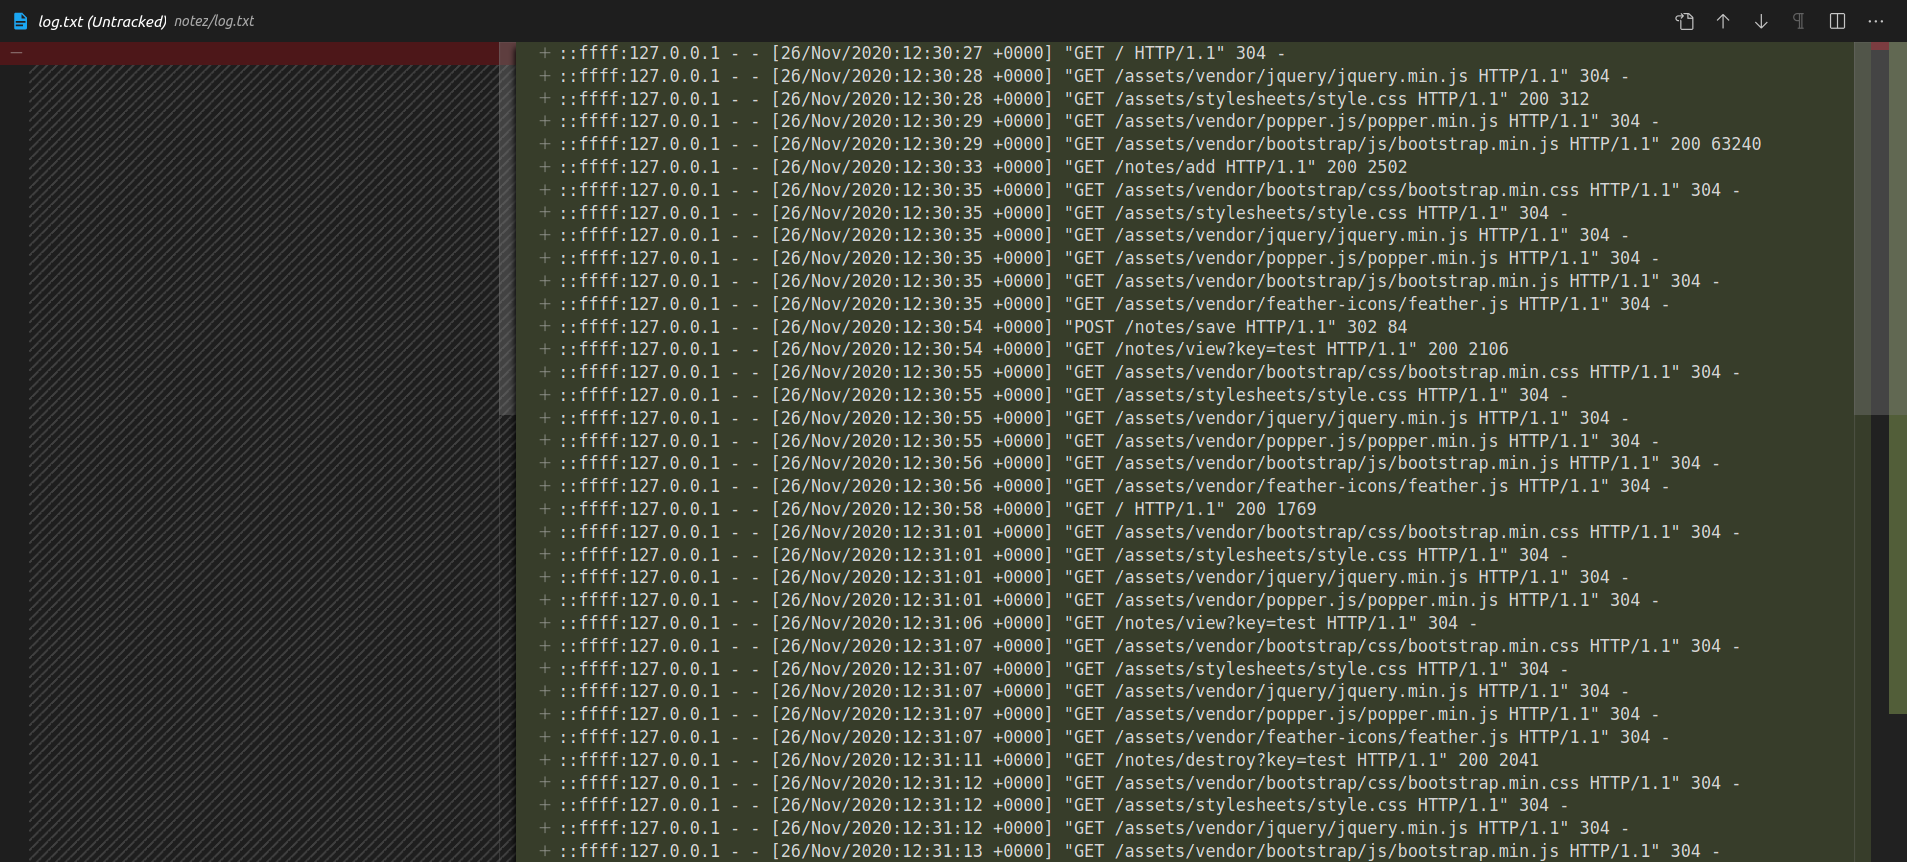 log.txt (Untracked) notez/log.txt
::ffff:127.0.0.1 - - [26/Nov/2020:12:30:27 +0000] "GET / HTTP/1.1" 304 -
::ffff:127.0.0.1 - - [26/Nov/2020:12:30:28 +0000] "GET /assets/vendor/jquery/jquery.min.js HTTP/1.1" 304 -
::ffff:127.0.0.1 - - [26/Nov/2020:12:30:28 +0000] "GET /assets/stylesheets/style.css HTTP/1.1" 200 312
::ffff:127.0.0.1 - - [26/Nov/2020:12:30:29 +0000] "GET /assets/vendor/popper.js/popper.min.js HTTP/1.1" 304 -
::ffff:127.0.0.1 - - [26/Nov/2020:12:30:29 +0000] "GET /assets/vendor/bootstrap/js/bootstrap.min.js HTTP/1.1" 200 63240
::ffff:127.0.0.1 - - [26/Nov/2020:12:30:33 +0000] "GET /notes/add HTTP/1.1" 200 2502
::ffff:127.0.0.1 - - [26/Nov/2020:12:30:35 +0000] "GET /assets/vendor/bootstrap/css/bootstrap.min.css HTTP/1.1" 304 -
::ffff:127.0.0.1 - - [26/Nov/2020:12:30:35 +0000] "GET /assets/stylesheets/style.css HTTP/1.1" 304 -
::ffff:127.0.0.1 - - [26/Nov/2020:12:30:35 +0000] "GET /assets/vendor/jquery/jquery.min.js HTTP/1.1" 304 -
::ffff:127.0.0.1 - - [26/Nov/2020:12:30:35 +0000] "GET /assets/vendor/popper.js/popper.min.js HTTP/1.1" 304 -
::ffff:127.0.0.1 - - [26/Nov/2020:12:30:35 +0000] "GET /assets/vendor/bootstrap/js/bootstrap.min.js HTTP/1.1" 304 -
::ffff:127.0.0.1 - - [26/Nov/2020:12:30:35 +0000] "GET /assets/vendor/feather-icons/feather.js HTTP/1.1" 304 -
::ffff:127.0.0.1 - - [26/Nov/2020:12:30:54 +0000] "POST /notes/save HTTP/1.1" 302 84
::ffff:127.0.0.1 - - [26/Nov/2020:12:30:54 +0000] "GET /notes/view?key=test HTTP/1.1" 200 2106
::ffff:127.0.0.1 - - [26/Nov/2020:12:30:55 +0000] "GET /assets/vendor/bootstrap/css/bootstrap.min.css HTTP/1.1" 304 -
::ffff:127.0.0.1 - - [26/Nov/2020:12:30:55 +0000] "GET /assets/stylesheets/style.css HTTP/1.1" 304 -
::ffff:127.0.0.1 - - [26/Nov/2020:12:30:55 +0000] "GET /assets/vendor/jquery/jquery.min.js HTTP/1.1" 304 -
::ffff:127.0.0.1 - - [26/Nov/2020:12:30:55 +0000] "GET /assets/vendor/popper.js/popper.min.js HTTP/1.1" 304 -
::ffff:127.0.0.1 - - [26/Nov/2020:12:30:56 +0000] "GET /assets/vendor/bootstrap/js/bootstrap.min.js HTTP/1.1" 304 -
::ffff:127.0.0.1 - - [26/Nov/2020:12:30:56 +0000] "GET /assets/vendor/feather-icons/feather.js HTTP/1.1" 304 -
::ffff:127.0.0.1 - - [26/Nov/2020:12:30:58 +0000] "GET / HTTP/1.1" 200 1769
::ffff:127.0.0.1 - - [26/Nov/2020:12:31:01 +0000] "GET /assets/vendor/bootstrap/css/bootstrap.min.css HTTP/1.1" 304 -
::ffff:127.0.0.1 - - [26/Nov/2020:12:31:01 +0000] "GET /assets/stylesheets/style.css HTTP/1.1" 304 -
::ffff:127.0.0.1 - - [26/Nov/2020:12:31:01 +0000] "GET /assets/vendor/jquery/jquery.min.js HTTP/1.1" 304 -
::ffff:127.0.0.1 - - [26/Nov/2020:12:31:01 +0000] "GET /assets/vendor/popper.js/popper.min.js HTTP/1.1" 304 -
::ffff:127.0.0.1 - - [26/Nov/2020:12:31:06 +0000] "GET /notes/view?key=test HTTP/1.1" 304 -
::ffff:127.0.0.1 - - [26/Nov/2020:12:31:07 +0000] "GET /assets/vendor/bootstrap/css/bootstrap.min.css HTTP/1.1" 304 -
::ffff:127.0.0.1 - - [26/Nov/2020:12:31:07 +0000] "GET /assets/stylesheets/style.css HTTP/1.1" 304 -
::ffff:127.0.0.1 - - [26/Nov/2020:12:31:07 +0000] "GET /assets/vendor/jquery/jquery.min.js HTTP/1.1" 304 -
::ffff:127.0.0.1 - - [26/Nov/2020:12:31:07 +0000] "GET /assets/vendor/popper.js/popper.min.js HTTP/1.1" 304 -
::ffff:127.0.0.1 - - [26/Nov/2020:12:31:07 +0000] "GET /assets/vendor/feather-icons/feather.js HTTP/1.1" 304 -
::ffff:127.0.0.1 - - [26/Nov/2020:12:31:11 +0000] "GET /notes/destroy?key=test HTTP/1.1" 200 2041
::ffff:127.0.0.1 - - [26/Nov/2020:12:31:12 +0000] "GET /assets/vendor/bootstrap/css/bootstrap.min.css HTTP/1.1" 304 -
::ffff:127.0.0.1 - - [26/Nov/2020:12:31:12 +0000] "GET /assets/stylesheets/style.css HTTP/1.1" 304 -
::ffff:127.0.0.1 - - [26/Nov/2020:12:31:12 +0000] "GET /assets/vendor/jquery/jquery.min.js HTTP/1.1" 304 -
::ffff:127.0.0.1 - - [26/Nov/2020:12:31:13 +0000] "GET /assets/vendor/bootstrap/js/bootstrap.min.js HTTP/1.1" 304 -